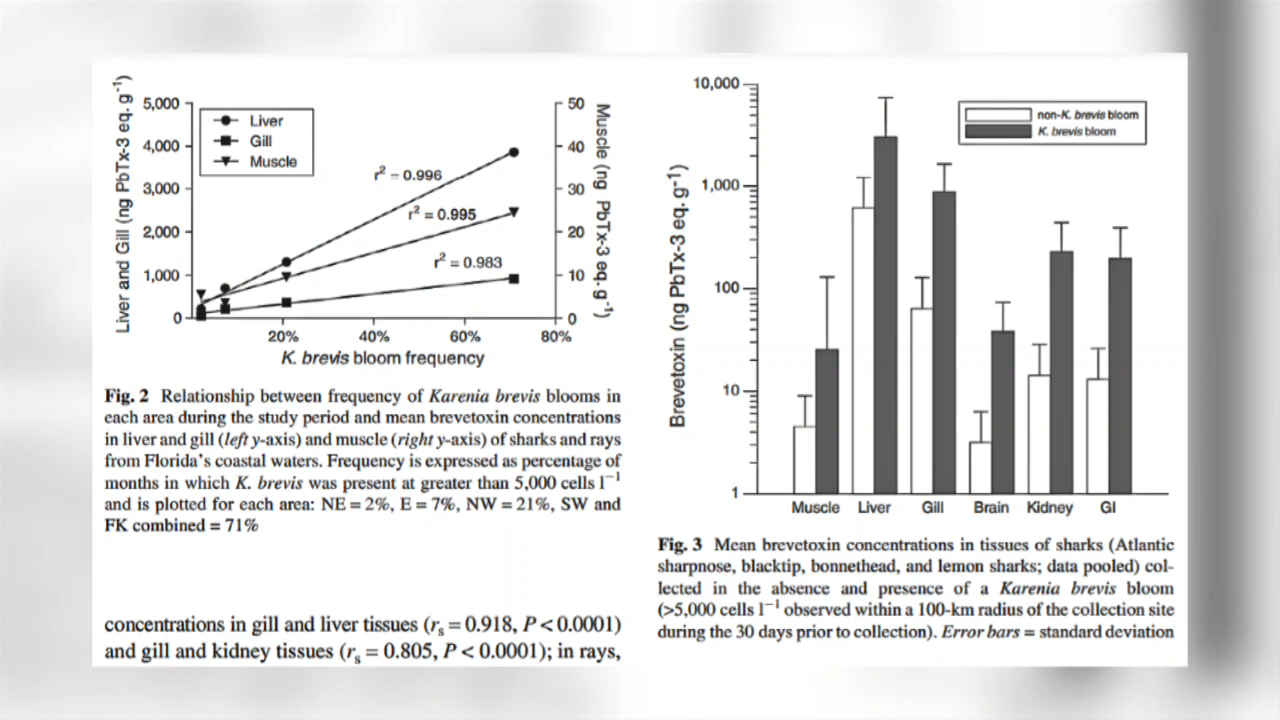 Liver and Gill (ng PbTx-3 eq. g⁻¹)
5,000
4,000
3,000
2,000
1,000
0
Liver
Gill
Muscle
r² = 0.996
r² = 0.995
r² = 0.983
50
40
30
20
10
0
Muscle (ng PbTx-3 eq. g⁻¹)
20% 40% 60% 80%
K. brevis bloom frequency
Fig. 2 Relationship between frequency of Karenia brevis blooms in
each area during the study period and mean brevetoxin concentrations
in liver and gill (left y-axis) and muscle (right y-axis) of sharks and rays
from Florida's coastal waters. Frequency is expressed as percentage of
months in which K. brevis was present at greater than 5,000 cells l⁻¹
and is plotted for each area: NE = 2%, E = 7%, NW = 21%, SW and
FK combined = 71%
concentrations in gill and liver tissues (rₛ = 0.918, P < 0.0001)
and gill and kidney tissues (rₛ = 0.805, P < 0.0001); in rays,
Brevetoxin (ng PbTx-3 eq. g⁻¹)
10,000
1,000
100
10
1
non-K. brevis bloom
K. brevis bloom
Muscle Liver Gill Brain Kidney GI
Fig. 3 Mean brevetoxin concentrations in tissues of sharks (Atlantic
sharpnose, blacktip, bonnethead, and lemon sharks; data pooled) col-
lected in the absence and presence of a Karenia brevis bloom
(>5,000 cells l⁻¹ observed within a 100-km radius of the collection site
during the 30 days prior to collection). Error bars = standard deviation